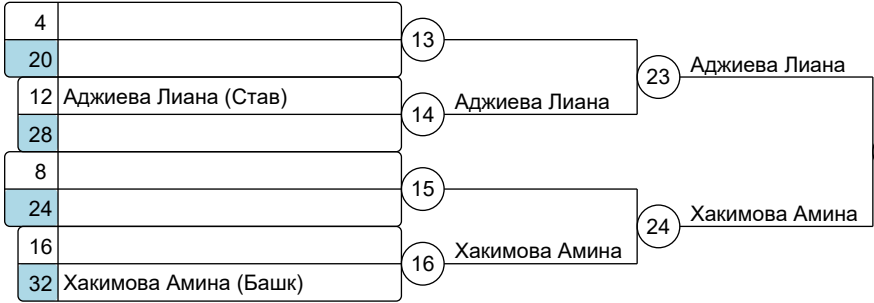 4
13
20
23 Аджиева Лиана
12 Аджиева Лиана (Став)
14 Аджиева Лиана
28
8
15
24
24 Хакимова Амина
16
16 Хакимова Амина
32 Хакимова Амина (Башк)